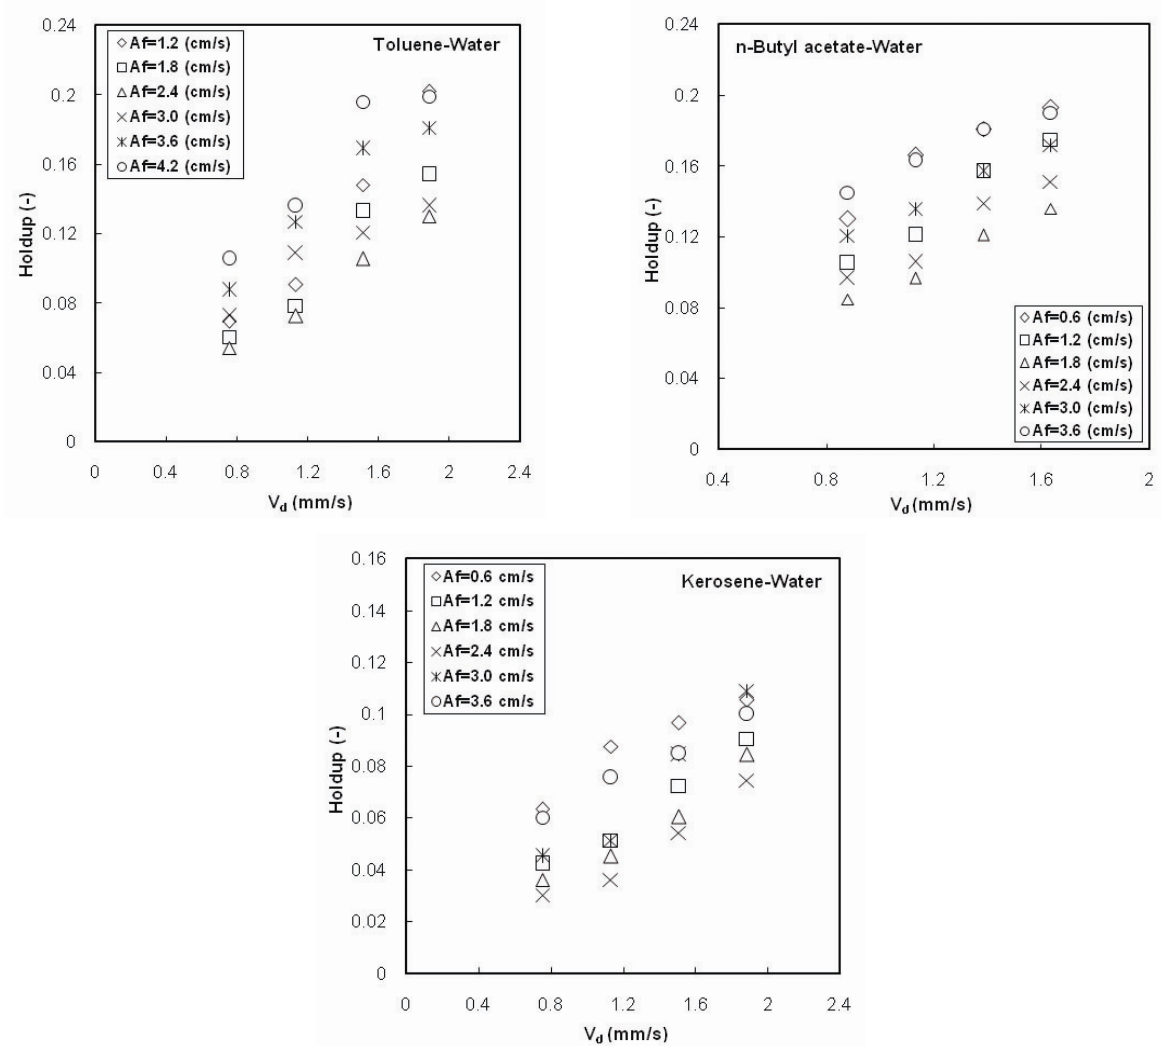 Toluene-Water
Af=1.2 (cm/s)
Af=1.8 (cm/s)
Af=2.4 (cm/s)
Af=3.0 (cm/s)
Af=3.6 (cm/s)
Af=4.2 (cm/s)
0.24
0.2
0.16
0.12
0.08
0.04
0
Holdup (-)
0 0.4 0.8 1.2 1.6 2 2.4
Vd (mm/s)
n-Butyl acetate-Water
0.24
0.2
0.16
0.12
0.08
0.04
0
Holdup (-)
Af=0.6 (cm/s)
Af=1.2 (cm/s)
Af=1.8 (cm/s)
Af=2.4 (cm/s)
Af=3.0 (cm/s)
Af=3.6 (cm/s)
0.4 0.8 1.2 1.6 2
Vd (mm/s)
Kerosene-Water
Af=0.6 cm/s
Af=1.2 cm/s
Af=1.8 cm/s
Af=2.4 cm/s
Af=3.0 cm/s
Af=3.6 cm/s
0.16
0.14
0.12
0.1
0.08
0.06
0.04
0.02
0
Holdup (-)
0 0.4 0.8 1.2 1.6 2 2.4
Vd (mm/s)